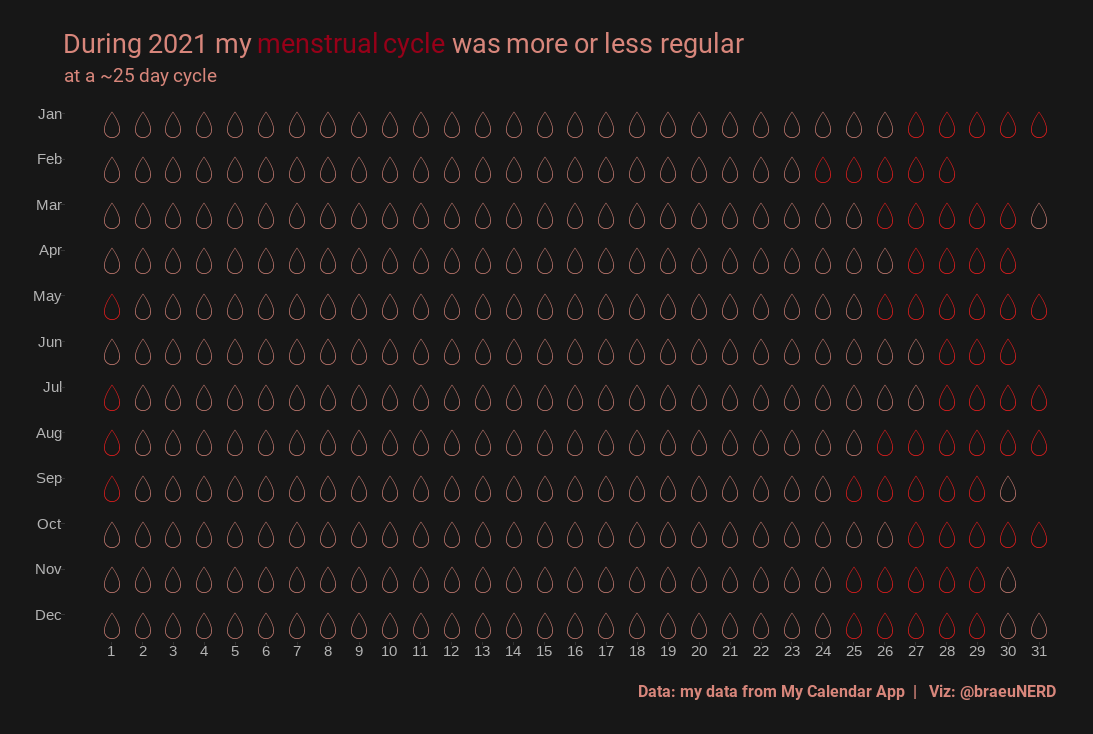 During 2021 my menstrual cycle was more or less regular
at a ~25 day cycle
Jan
Feb
Mar
Apr
May
Jun
Jul
Aug
Sep
Oct
Nov
Dec
1 2 3 4 5 6 7 8 9 10 11 12 13 14 15 16 17 18 19 20 21 22 23 24 25 26 27 28 29 30 31
Data: my data from My Calendar App | Viz: @braeuNERD